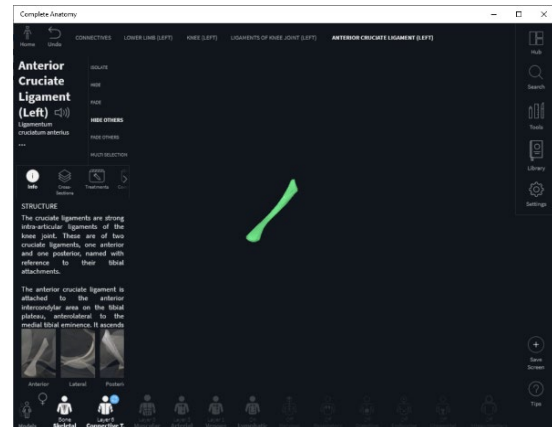 Complete Anatomy
Home
Undo
CONNECTIVES
LOWER LIMB (LEFT)
KNEE (LEFT)
LIGAMENTS OF KNEE JOINT (LEFT)
ANTERIOR CRUCIATE LIGAMENT (LEFT)
Anterior
Cruciate
Ligament
(Left)
Ligamentum
cruciatum anterius
...
ISOLATE
HIDE
FADE
HIDE OTHERS
FADE OTHERS
MULTI SELECTION
Info
Cross-
Sections
Treatments
STRUCTURE
The cruciate ligaments are strong
intra-articular ligaments of the
knee joint. These are of two
cruciate ligaments, one anterior
and one posterior, named with
reference to their tibial
attachments.
The anterior cruciate ligament is
attached to the anterior
intercondylar area on the tibial
plateau, anterolateral to the
medial tibial eminence. It ascends
Anterior
Lateral
Posteri
Models
Bone
Skeletal
Layer 6
Connective T
Hub
Search
Tools
Library
Settings
Save
Screen
Tips